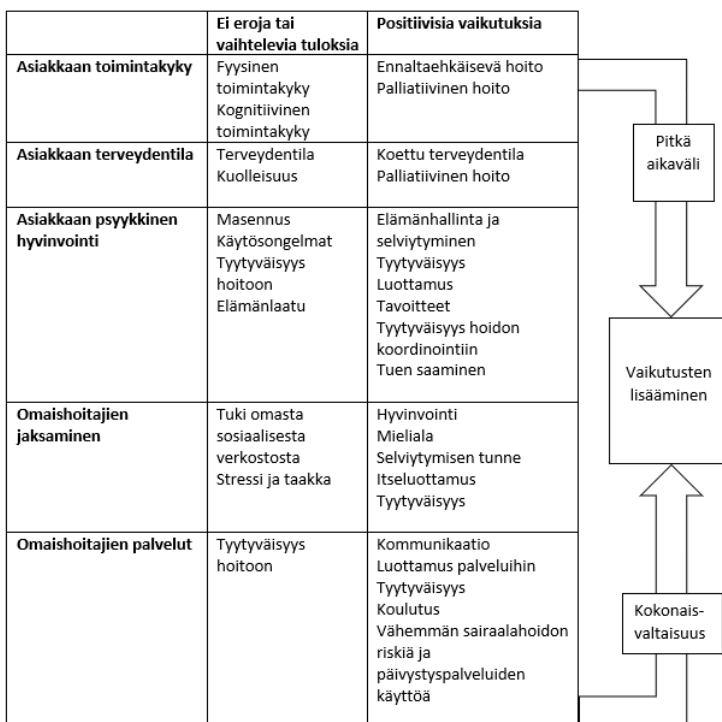 Ei eroja tai
vaihtelevia tuloksia
Positiivisia vaikutuksia
Asiakkaan toimintakyky
Fyysinen
toimintakyky
Kognitiivinen
toimintakyky
Ennaltaehkäisevä hoito
Palliatiivinen hoito
Asiakkaan terveydentila
Terveydentila
Kuolleisuus
Koettu terveydentila
Palliatiivinen hoito
Asiakkaan psyykkinen
hyvinvointi
Masennus
Käytösongelmat
Tyytyväisyys
hoitoon
Elämänlaatu
Elämänhallinta ja
selviytyminen
Tyytyväisyys
Luottamus
Tavoitteet
Tyytyväisyys hoidon
koordinointiin
Tuen saaminen
Omaishoitajien
jaksaminen
Tuki omasta
sosiaalisesta
verkostosta
Stressi ja taakka
Hyvinvointi
Mieliala
Selviytymisen tunne
Itseluottamus
Tyytyväisyys
Omaishoitajien palvelut
Tyytyväisyys
hoitoon
Kommunikaatio
Luottamus palveluihin
Tyytyväisyys
Koulutus
Vähemmän sairaalahoidon
riskiä ja
päivystyspalveluiden
käyttöä
Pitkä
aikaväli
Vaikutusten
lisääminen
Kokonais-
valtaisuus